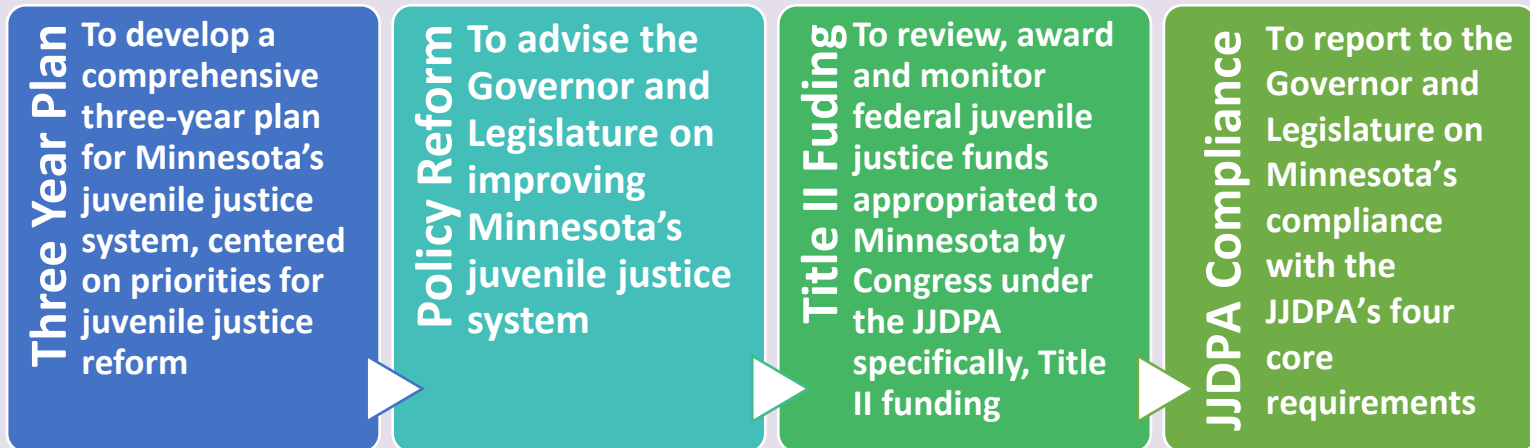 Three Year Plan
To develop a
comprehensive
three-year plan
for Minnesota's
juvenile justice
system, centered
on priorities for
juvenile justice
reform
Policy Reform
To advise the
Governor and
Legislature on
improving
Minnesota's
juvenile justice
system
Title II Fuding
To review, award
and monitor
federal juvenile
justice funds
appropriated to
Minnesota by
Congress under
the JJDPA
specifically, Title
II funding
JJDPA Compliance
To report to the
Governor and
Legislature on
Minnesota's
compliance
with the
JJDPA's four
core
requirements